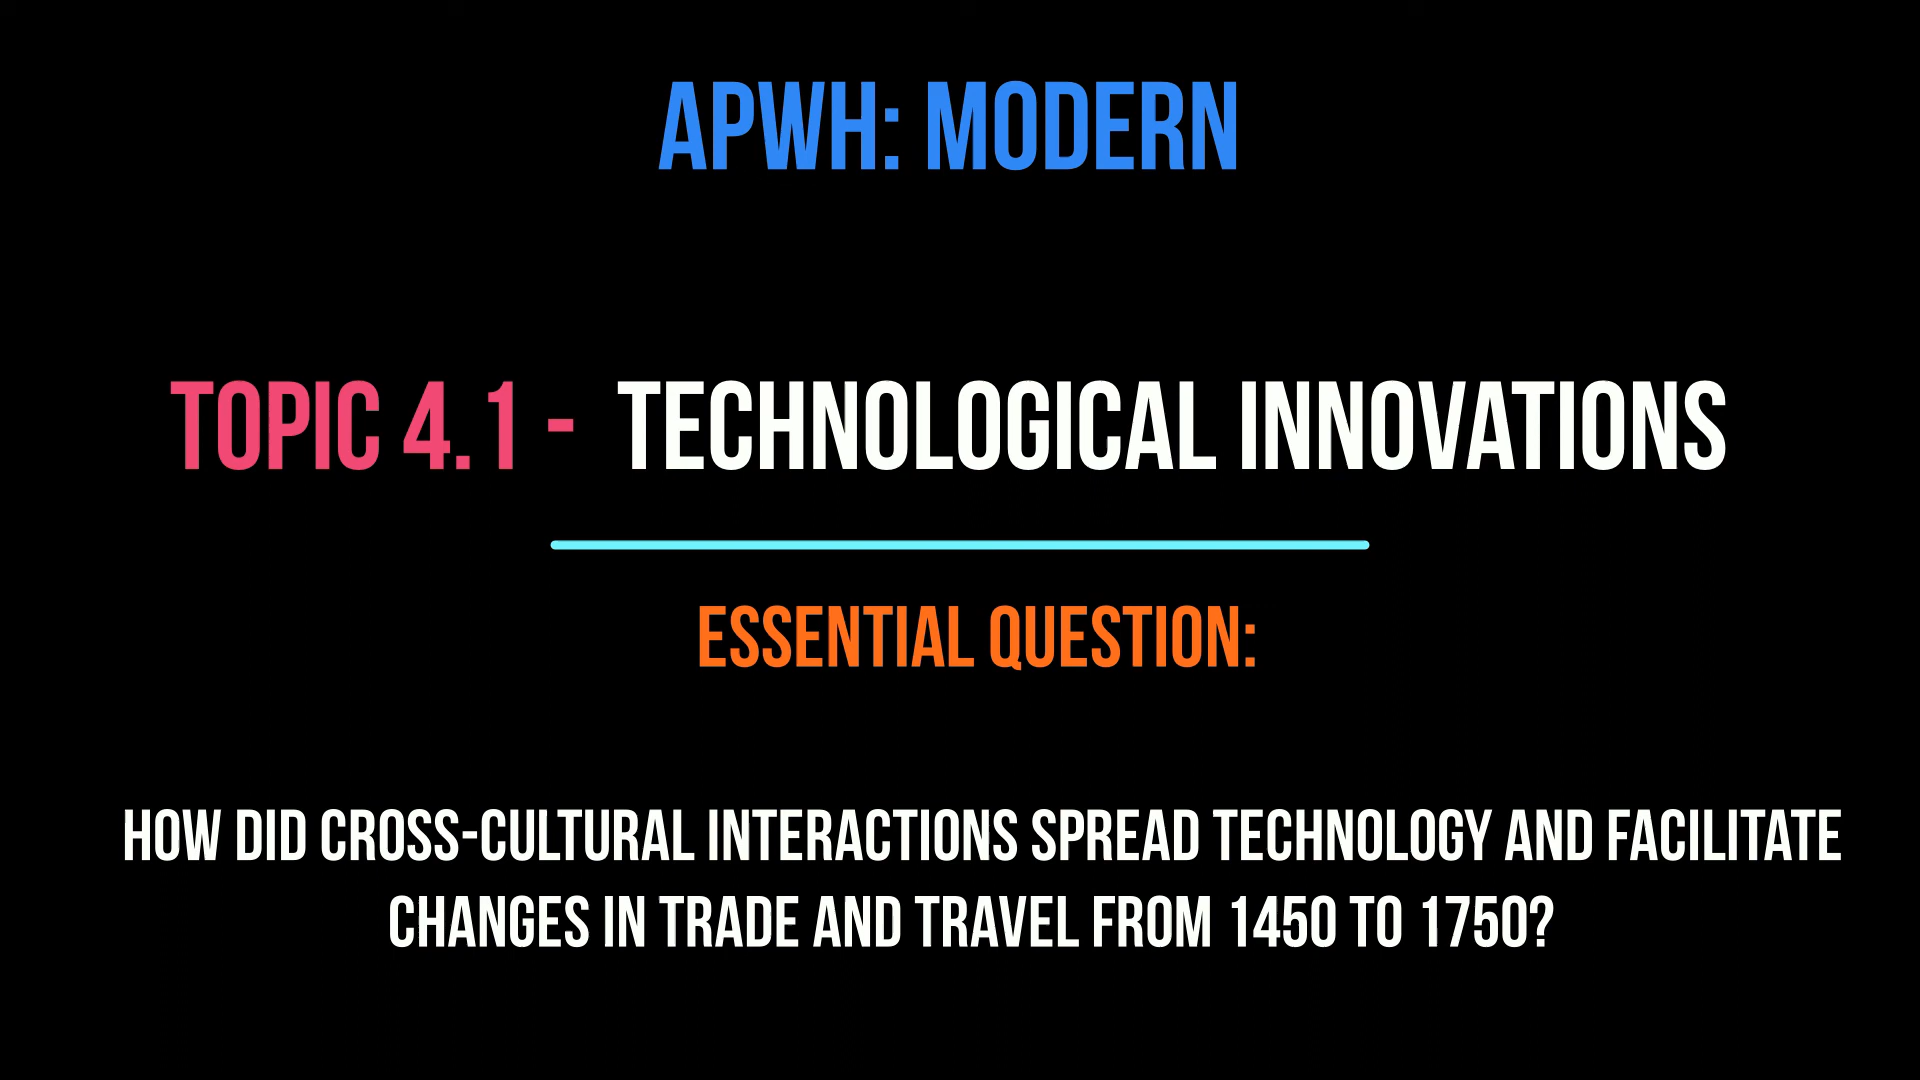 APWH: MODERN
TOPIC 4.1 - TECHNOLOGICAL INNOVATIONS
ESSENTIAL QUESTION:
HOW DID CROSS-CULTURAL INTERACTIONS SPREAD TECHNOLOGY AND FACILITATE
CHANGES IN TRADE AND TRAVEL FROM 1450 TO 1750?